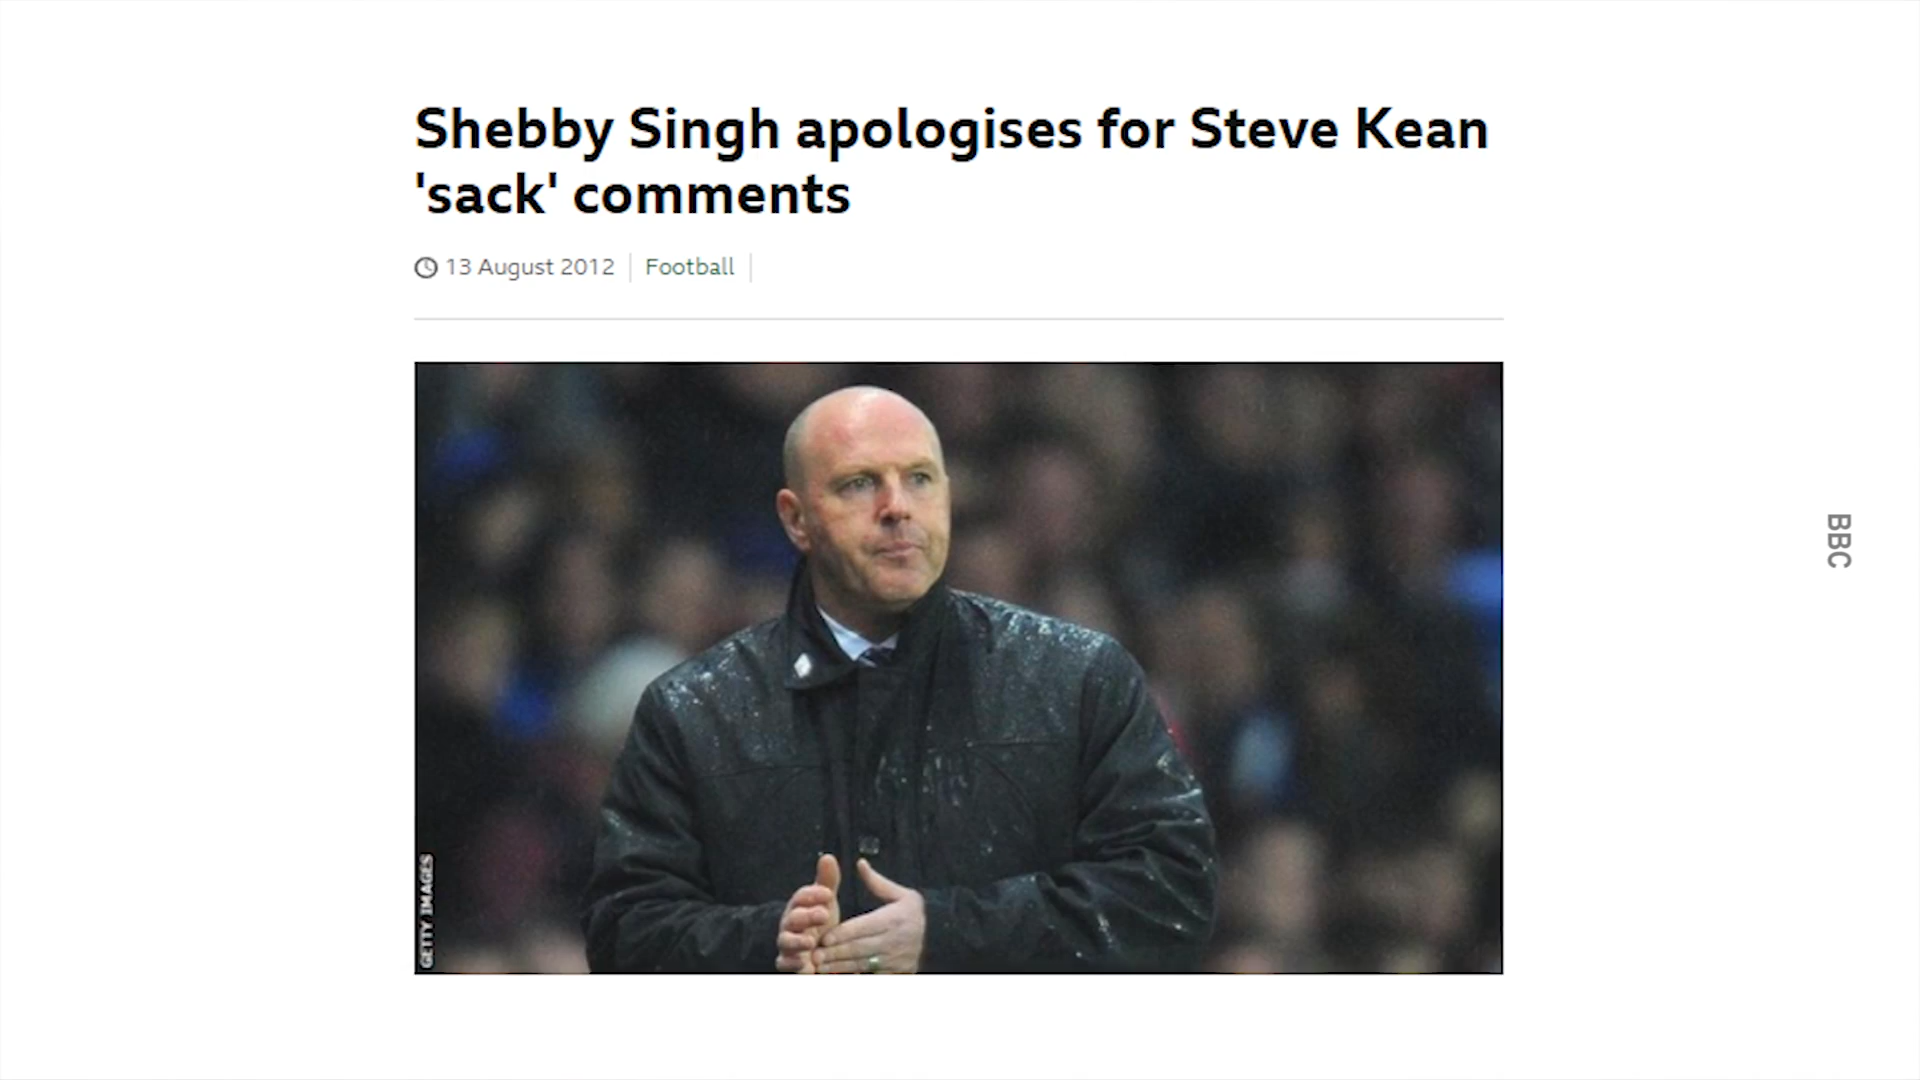 Shebby Singh apologises for Steve Kean
'sack' comments
13 August 2012
Football
BBC
GETTY IMAGES